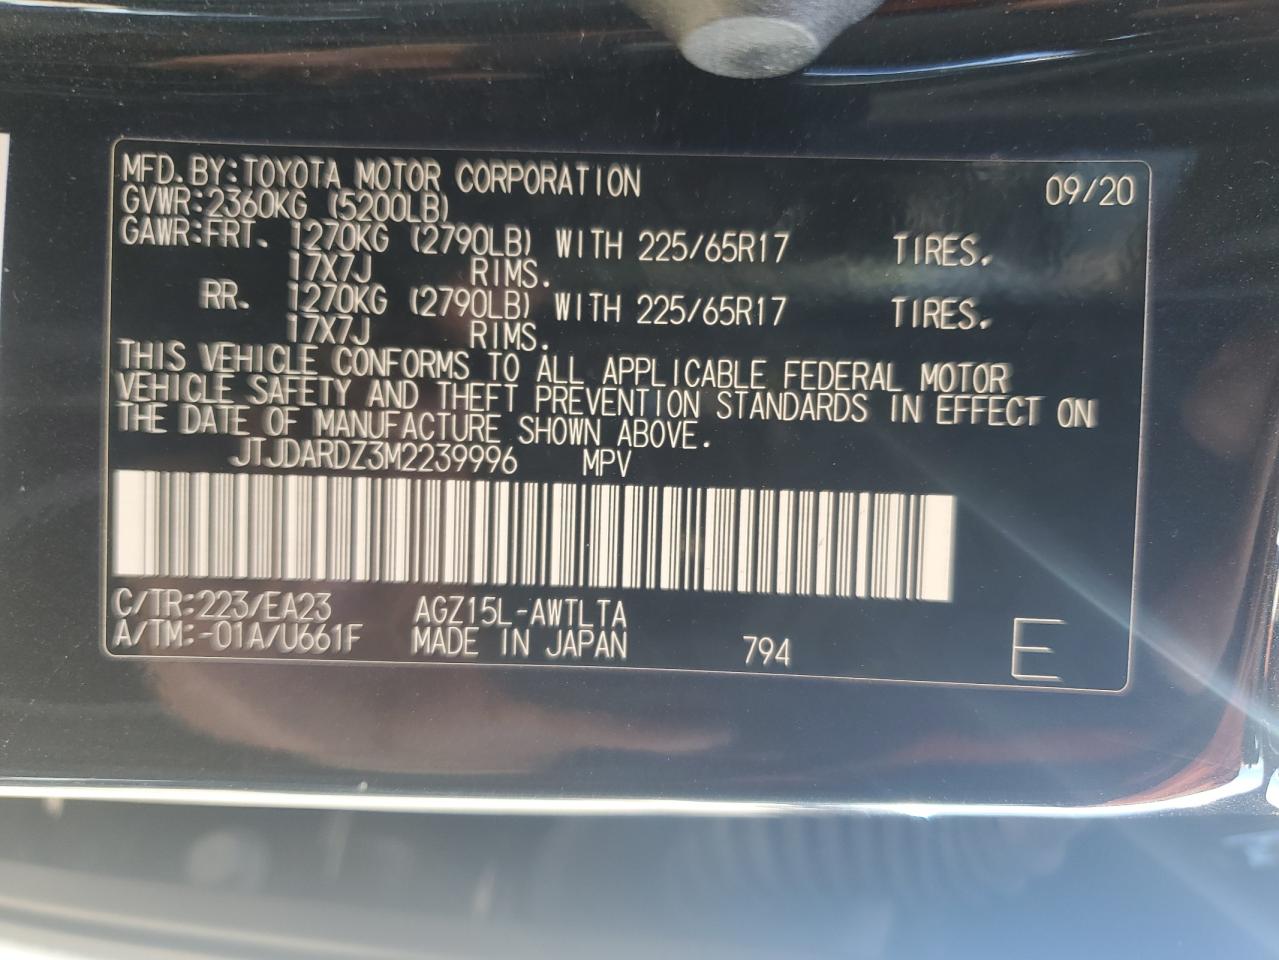 MFD. BY: TOYOTA MOTOR CORPORATION 09/20
GVWR: 2360KG (5200LB)
GAWR: FRT. 1270KG (2790LB) WITH 225/65R17 TIRES.
17X7J RIMS.
RR. 1270KG (2790LB) WITH 225/65R17 TIRES.
17X7J RIMS.
THIS VEHICLE CONFORMS TO ALL APPLICABLE FEDERAL MOTOR
VEHICLE SAFETY AND THEFT PREVENTION STANDARDS IN EFFECT ON
THE DATE OF MANUFACTURE SHOWN ABOVE.
JTJDARDZ3M2239996 MPV
C/TR: 223/EA23 AGZ15L-AWTLTA
A/TM: -01A/U661F MADE IN JAPAN 794 E